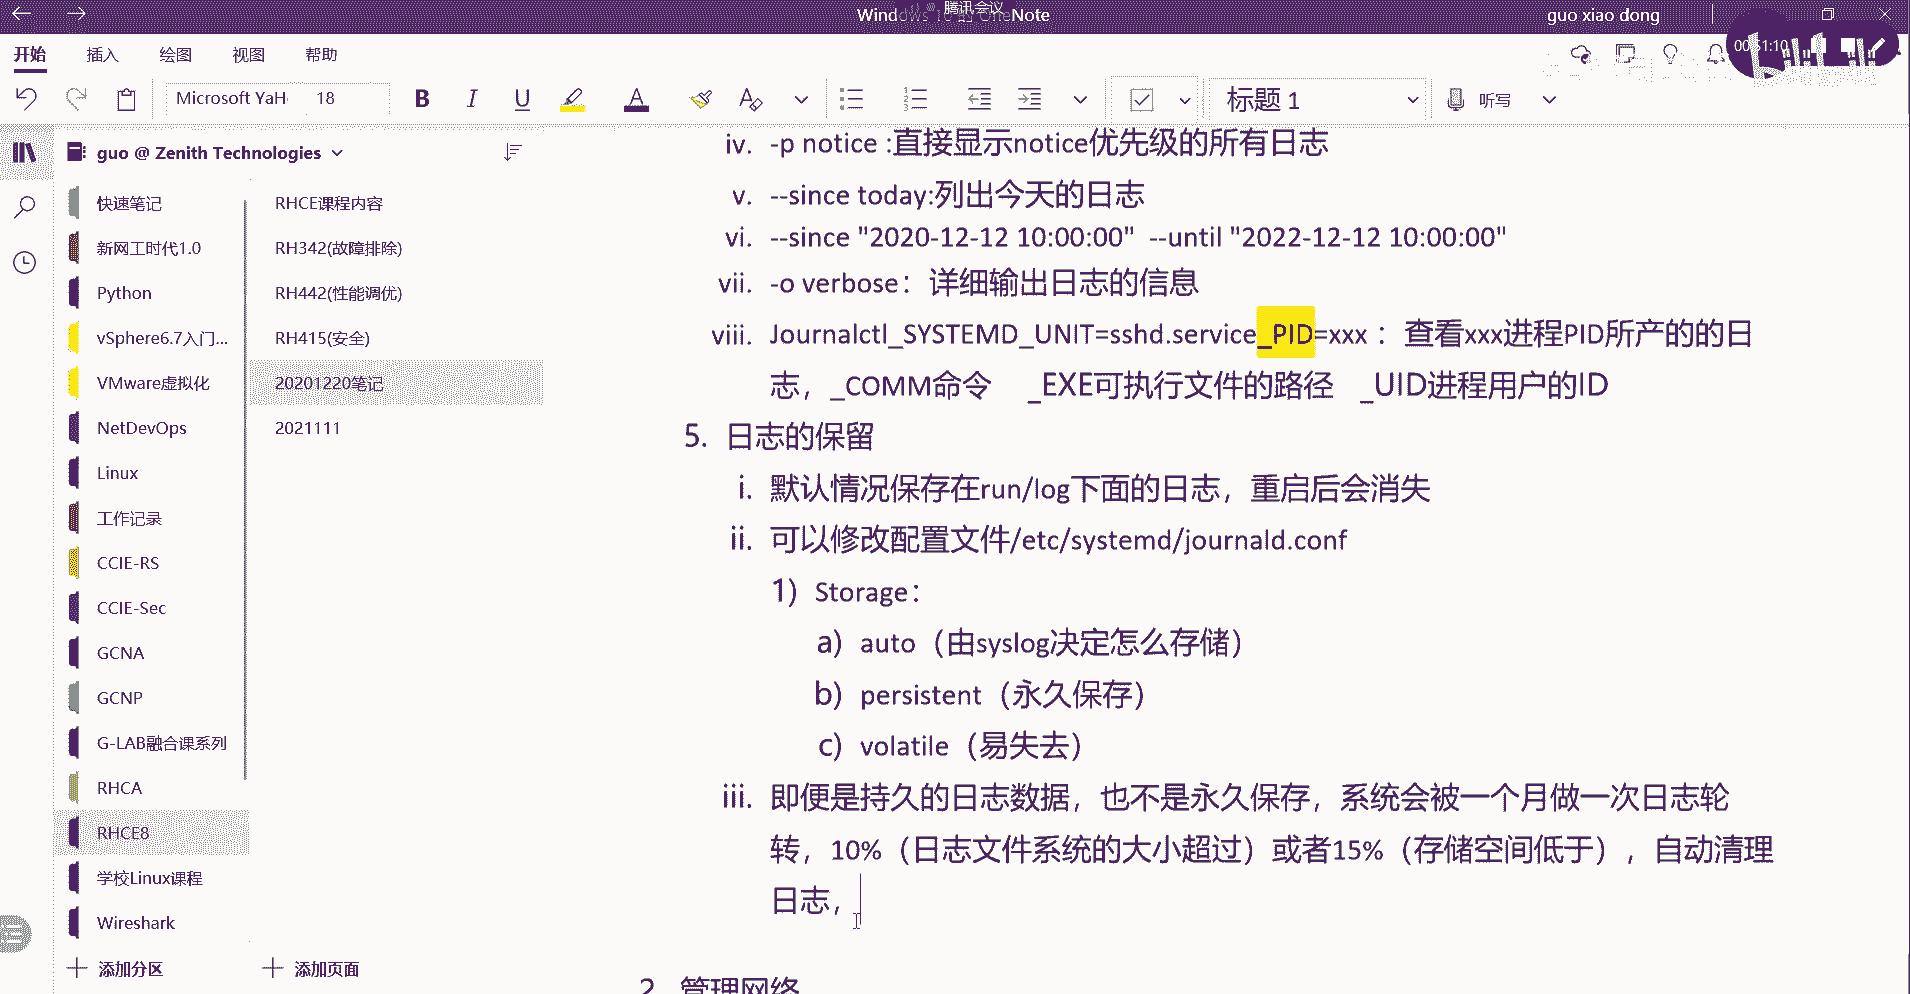 Windows 10 的 OneNote
腾讯会议
guo xiao dong
开始 插入 绘图 视图 帮助
Microsoft YaH 18 B I U A 标题 1 听写
guo @ Zenith Technologies
快速笔记
新网工时代1.0
Python
vSphere6.7入门...
VMware虚拟化
NetDevOps
Linux
工作记录
CCIE-RS
CCIE-Sec
GCNA
GCNP
G-LAB融合课系列
RHCA
RHCE8
学校Linux课程
Wireshark
添加分区
RHCE课程内容
RH342(故障排除)
RH442(性能调优)
RH415(安全)
20201220笔记
2021111
添加页面
iv. -p notice :直接显示notice优先级的所有日志
v. --since today:列出今天的日志
vi. --since "2020-12-12 10:00:00" --until "2022-12-12 10:00:00"
vii. -o verbose：详细输出日志的信息
viii. Journalctl_SYSTEMD_UNIT=sshd.service_PID=xxx：查看xxx进程PID所产的的日
志，_COMM命令 _EXE可执行文件的路径 _UID进程用户的ID
5. 日志的保留
i. 默认情况保存在run/log下面的日志，重启后会消失
ii. 可以修改配置文件/etc/systemd/journald.conf
1) Storage：
a) auto（由syslog决定怎么存储）
b) persistent（永久保存）
c) volatile（易失去）
iii. 即便是持久的日志数据，也不是永久保存，系统会被一个月做一次日志轮
转，10%（日志文件系统的大小超过）或者15%（存储空间低于），自动清理
日志，
2. 管理网络